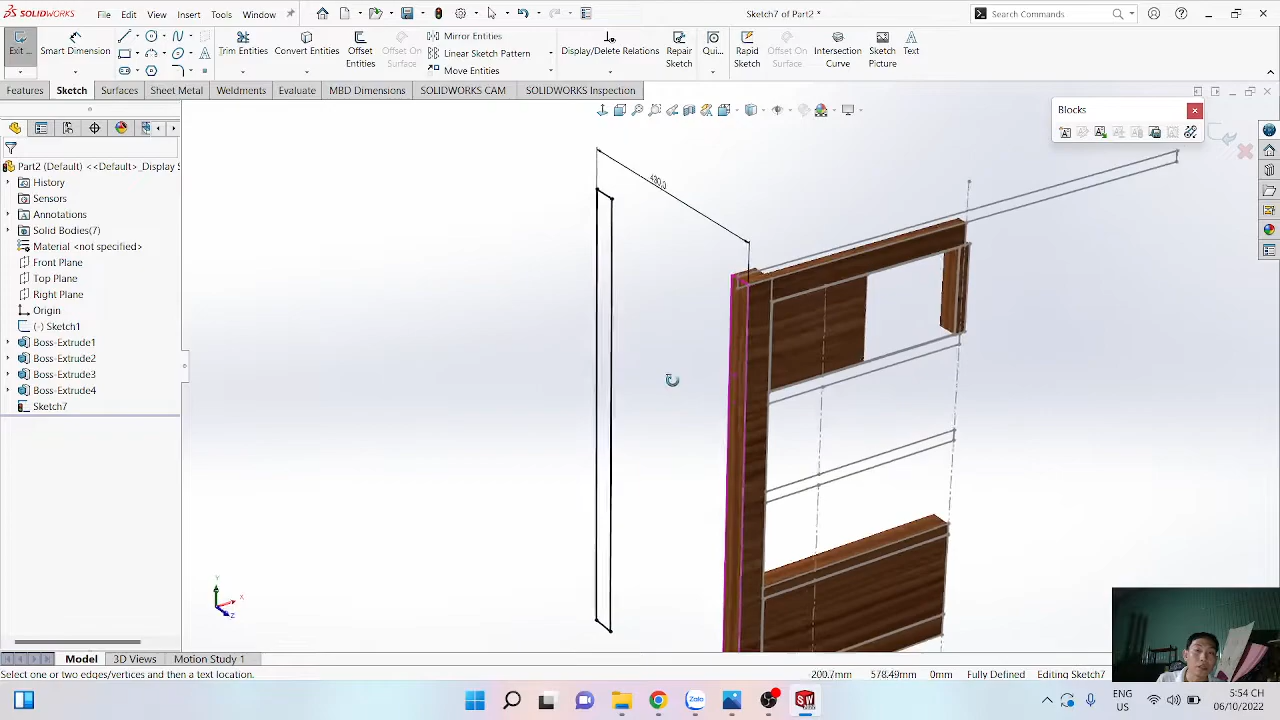 SOLIDWORKS File Edit View Insert Tools Window Sketch7 of Part2 * Search Commands
Exit ... Smart Dimension Trim Entities Convert Entities Offset Entities Offset On Surface Mirror Entities Linear Sketch Pattern Move Entities Display/Delete Relations Repair Sketch Qui... Rapid Sketch Offset On Surface Intersection Curve Sketch Picture Text
Features Sketch Surfaces Sheet Metal Weldments Evaluate MBD Dimensions SOLIDWORKS CAM SOLIDWORKS Inspection
Blocks
Part2 (Default) <<Default>_Display S
History
Sensors
Annotations
Solid Bodies(7)
Material <not specified>
Front Plane
Top Plane
Right Plane
Origin
(-) Sketch1
Boss-Extrude1
Boss-Extrude2
Boss-Extrude3
Boss-Extrude4
Sketch7
Y
X
Z
Model 3D Views Motion Study 1
Select one or two edges/vertices and then a text location. -200.7mm 578.49mm 0mm Fully Defined Editing Sketch7
Zalo SW ENG VN 5:54 CH 06/10/2022